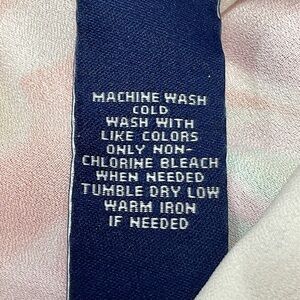 MACHINE WASH
COLD
WASH WITH
LIKE COLORS
ONLY NON-
CHLORINE BLEACH
WHEN NEEDED
TUMBLE DRY LOW
WARM IRON
IF NEEDED